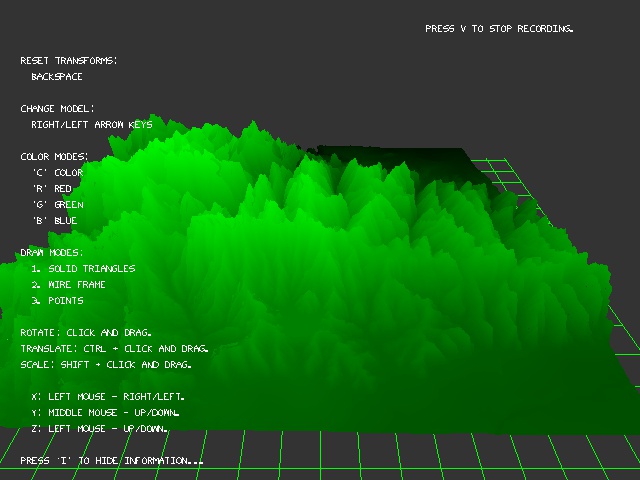 PRESS V TO STOP RECORDING.
RESET TRANSFORMS:
BACKSPACE
CHANGE MODEL:
RIGHT/LEFT ARROW KEYS
COLOR MODES:
'C' COLOR
'R' RED
'G' GREEN
'B' BLUE
DRAW MODES:
1. SOLID TRIANGLES
2. WIRE FRAME
3. POINTS
ROTATE: CLICK AND DRAG.
TRANSLATE: CTRL + CLICK AND DRAG.
SCALE: SHIFT + CLICK AND DRAG.
X: LEFT MOUSE - RIGHT/LEFT.
Y: MIDDLE MOUSE - UP/DOWN.
Z: LEFT MOUSE - UP/DOWN.
PRESS 'I' TO HIDE INFORMATION...